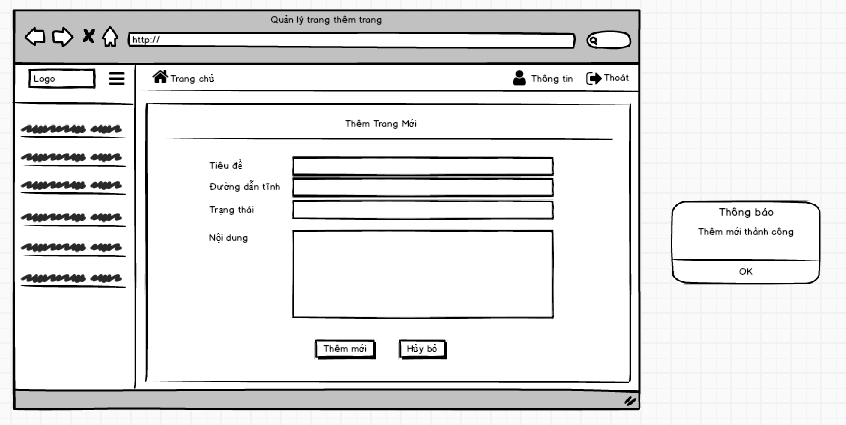 Quản lý trang thêm trang
http://
Logo
Trang chủ
Thông tin
Thoát
Thêm Trang Mới
Tiêu đề
Đường dẫn tĩnh
Trạng thái
Nội dung
Thêm mới
Hủy bỏ
Thông báo
Thêm mới thành công
OK